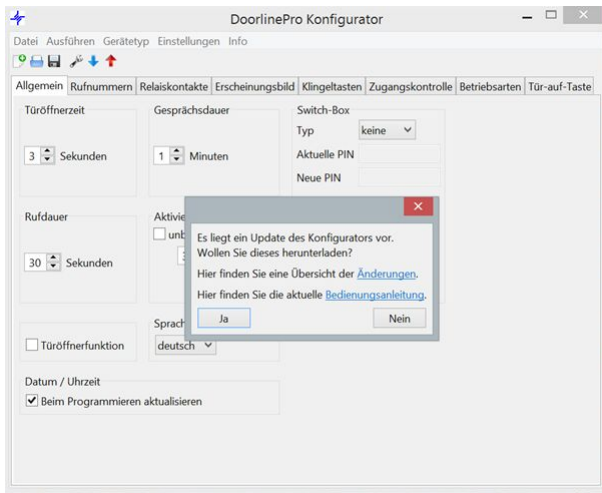 DoorlinePro Konfigurator
Datei Ausführen Gerätetyp Einstellungen Info
Allgemein Rufnummern Relaiskontakte Erscheinungsbild Klingeltasten Zugangskontrolle Betriebsarten Tür-auf-Taste
Türöffnerzeit Gesprächsdauer Switch-Box
Typ keine
3 Sekunden 1 Minuten Aktuelle PIN
Neue PIN
Rufdauer
30 Sekunden
Es liegt ein Update des Konfigurators vor.
Wollen Sie dieses herunterladen?
Hier finden Sie eine Übersicht der Änderungen.
Hier finden Sie die aktuelle Bedienungsanleitung.
Ja Nein
Türöffnerfunktion deutsch
Datum / Uhrzeit
Beim Programmieren aktualisieren